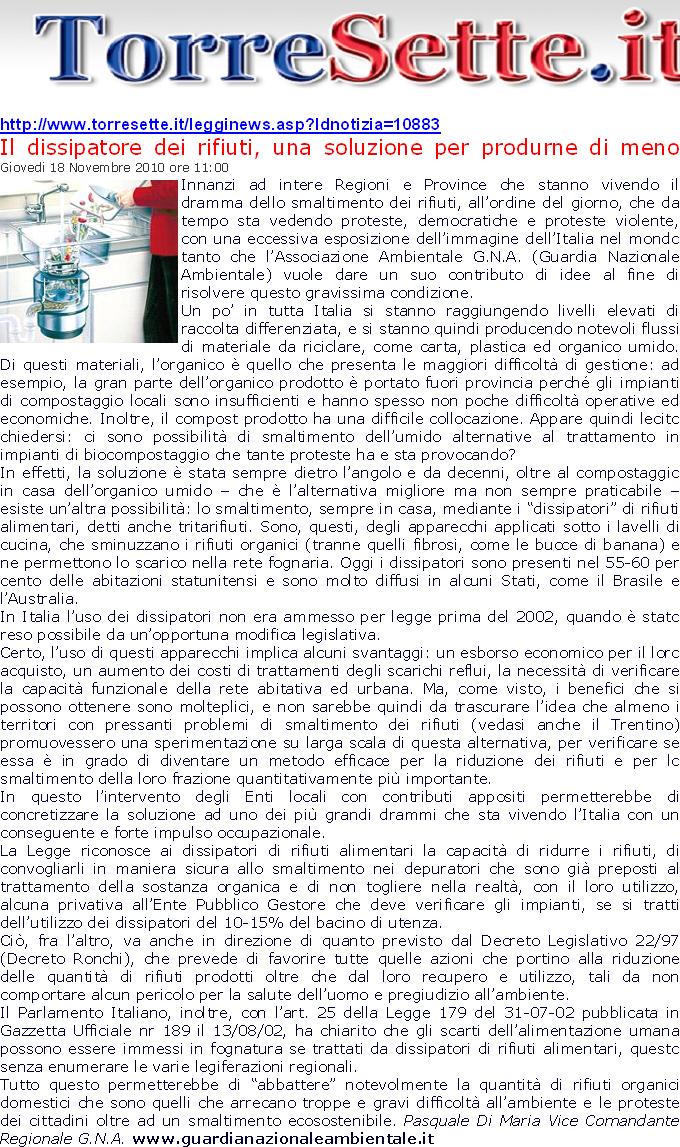 TorreSette.it
http://www.torresette.it/legginews.asp?Idnotizia=10883
Il dissipatore dei rifiuti, una soluzione per produrne di meno
Giovedì 18 Novembre 2010 ore 11:00
Innanzi ad intere Regioni e Province che stanno vivendo il
dramma dello smaltimento dei rifiuti, all’ordine del giorno, che da
tempo sta vedendo proteste, democratiche e proteste violente,
con una eccessiva esposizione dell’immagine dell’Italia nel mondo
tanto che l’Associazione Ambientale G.N.A. (Guardia Nazionale
Ambientale) vuole dare un suo contributo di idee al fine di
risolvere questo gravissima condizione.
Un po’ in tutta Italia si stanno raggiungendo livelli elevati di
raccolta differenziata, e si stanno quindi producendo notevoli flussi
di materiale da riciclare, come carta, plastica ed organico umido.
Di questi materiali, l’organico è quello che presenta le maggiori difficoltà di gestione: ad
esempio, la gran parte dell’organico prodotto è portato fuori provincia perché gli impianti
di compostaggio locali sono insufficienti e hanno spesso non poche difficoltà operative ed
economiche. Inoltre, il compost prodotto ha una difficile collocazione. Appare quindi lecito
chiedersi: ci sono possibilità di smaltimento dell’umido alternative al trattamento in
impianti di biocompostaggio che tante proteste ha e sta provocando?
In effetti, la soluzione è stata sempre dietro l’angolo e da decenni, oltre al compostaggio
in casa dell’organico umido – che è l’alternativa migliore ma non sempre praticabile –
esiste un’altra possibilità: lo smaltimento, sempre in casa, mediante i “dissipatori” di rifiuti
alimentari, detti anche tritarifiuti. Sono, questi, degli apparecchi applicati sotto i lavelli di
cucina, che sminuzzano i rifiuti organici (tranne quelli fibrosi, come le bucce di banana) e
ne permettono lo scarico nella rete fognaria. Oggi i dissipatori sono presenti nel 55-60 per
cento delle abitazioni statunitensi e sono molto diffusi in alcuni Stati, come il Brasile e
l’Australia.
In Italia l’uso dei dissipatori non era ammesso per legge prima del 2002, quando è stato
reso possibile da un’opportuna modifica legislativa.
Certo, l’uso di questi apparecchi implica alcuni svantaggi: un esborso economico per il loro
acquisto, un aumento dei costi di trattamenti degli scarichi reflui, la necessità di verificare
la capacità funzionale della rete abitativa ed urbana. Ma, come visto, i benefici che si
possono ottenere sono molteplici, e non sarebbe quindi da trascurare l’idea che almeno i
territori con pressanti problemi di smaltimento dei rifiuti (vedasi anche il Trentino)
promuovessero una sperimentazione su larga scala di questa alternativa, per verificare se
essa è in grado di diventare un metodo efficace per la riduzione dei rifiuti e per lo
smaltimento della loro frazione quantitativamente più importante.
In questo l’intervento degli Enti locali con contributi appositi permetterebbe di
concretizzare la soluzione ad uno dei più grandi drammi che sta vivendo l’Italia con un
conseguente e forte impulso occupazionale.
La Legge riconosce ai dissipatori di rifiuti alimentari la capacità di ridurre i rifiuti, di
convogliarli in maniera sicura allo smaltimento nei depuratori che sono già preposti al
trattamento della sostanza organica e di non togliere nella realtà, con il loro utilizzo,
alcuna privativa all’Ente Pubblico Gestore che deve verificare gli impianti, se si tratti
dell’utilizzo dei dissipatori del 10-15% del bacino di utenza.
Ciò, fra l’altro, va anche in direzione di quanto previsto dal Decreto Legislativo 22/97
(Decreto Ronchi), che prevede di favorire tutte quelle azioni che portino alla riduzione
delle quantità di rifiuti prodotti oltre che dal loro recupero e utilizzo, tali da non
comportare alcun pericolo per la salute dell’uomo e pregiudizio all’ambiente.
Il Parlamento Italiano, inoltre, con l’art. 25 della Legge 179 del 31-07-02 pubblicata in
Gazzetta Ufficiale nr 189 il 13/08/02, ha chiarito che gli scarti dell’alimentazione umana
possono essere immessi in fognatura se trattati da dissipatori di rifiuti alimentari, questo
senza enumerare le varie legiferazioni regionali.
Tutto questo permetterebbe di “abbattere” notevolmente la quantità di rifiuti organici
domestici che sono quelli che arrecano troppe e gravi difficoltà all’ambiente e le proteste
dei cittadini oltre ad un smaltimento ecosostenibile. Pasquale Di Maria Vice Comandante
Regionale G.N.A. www.guardianazionaleambientale.it